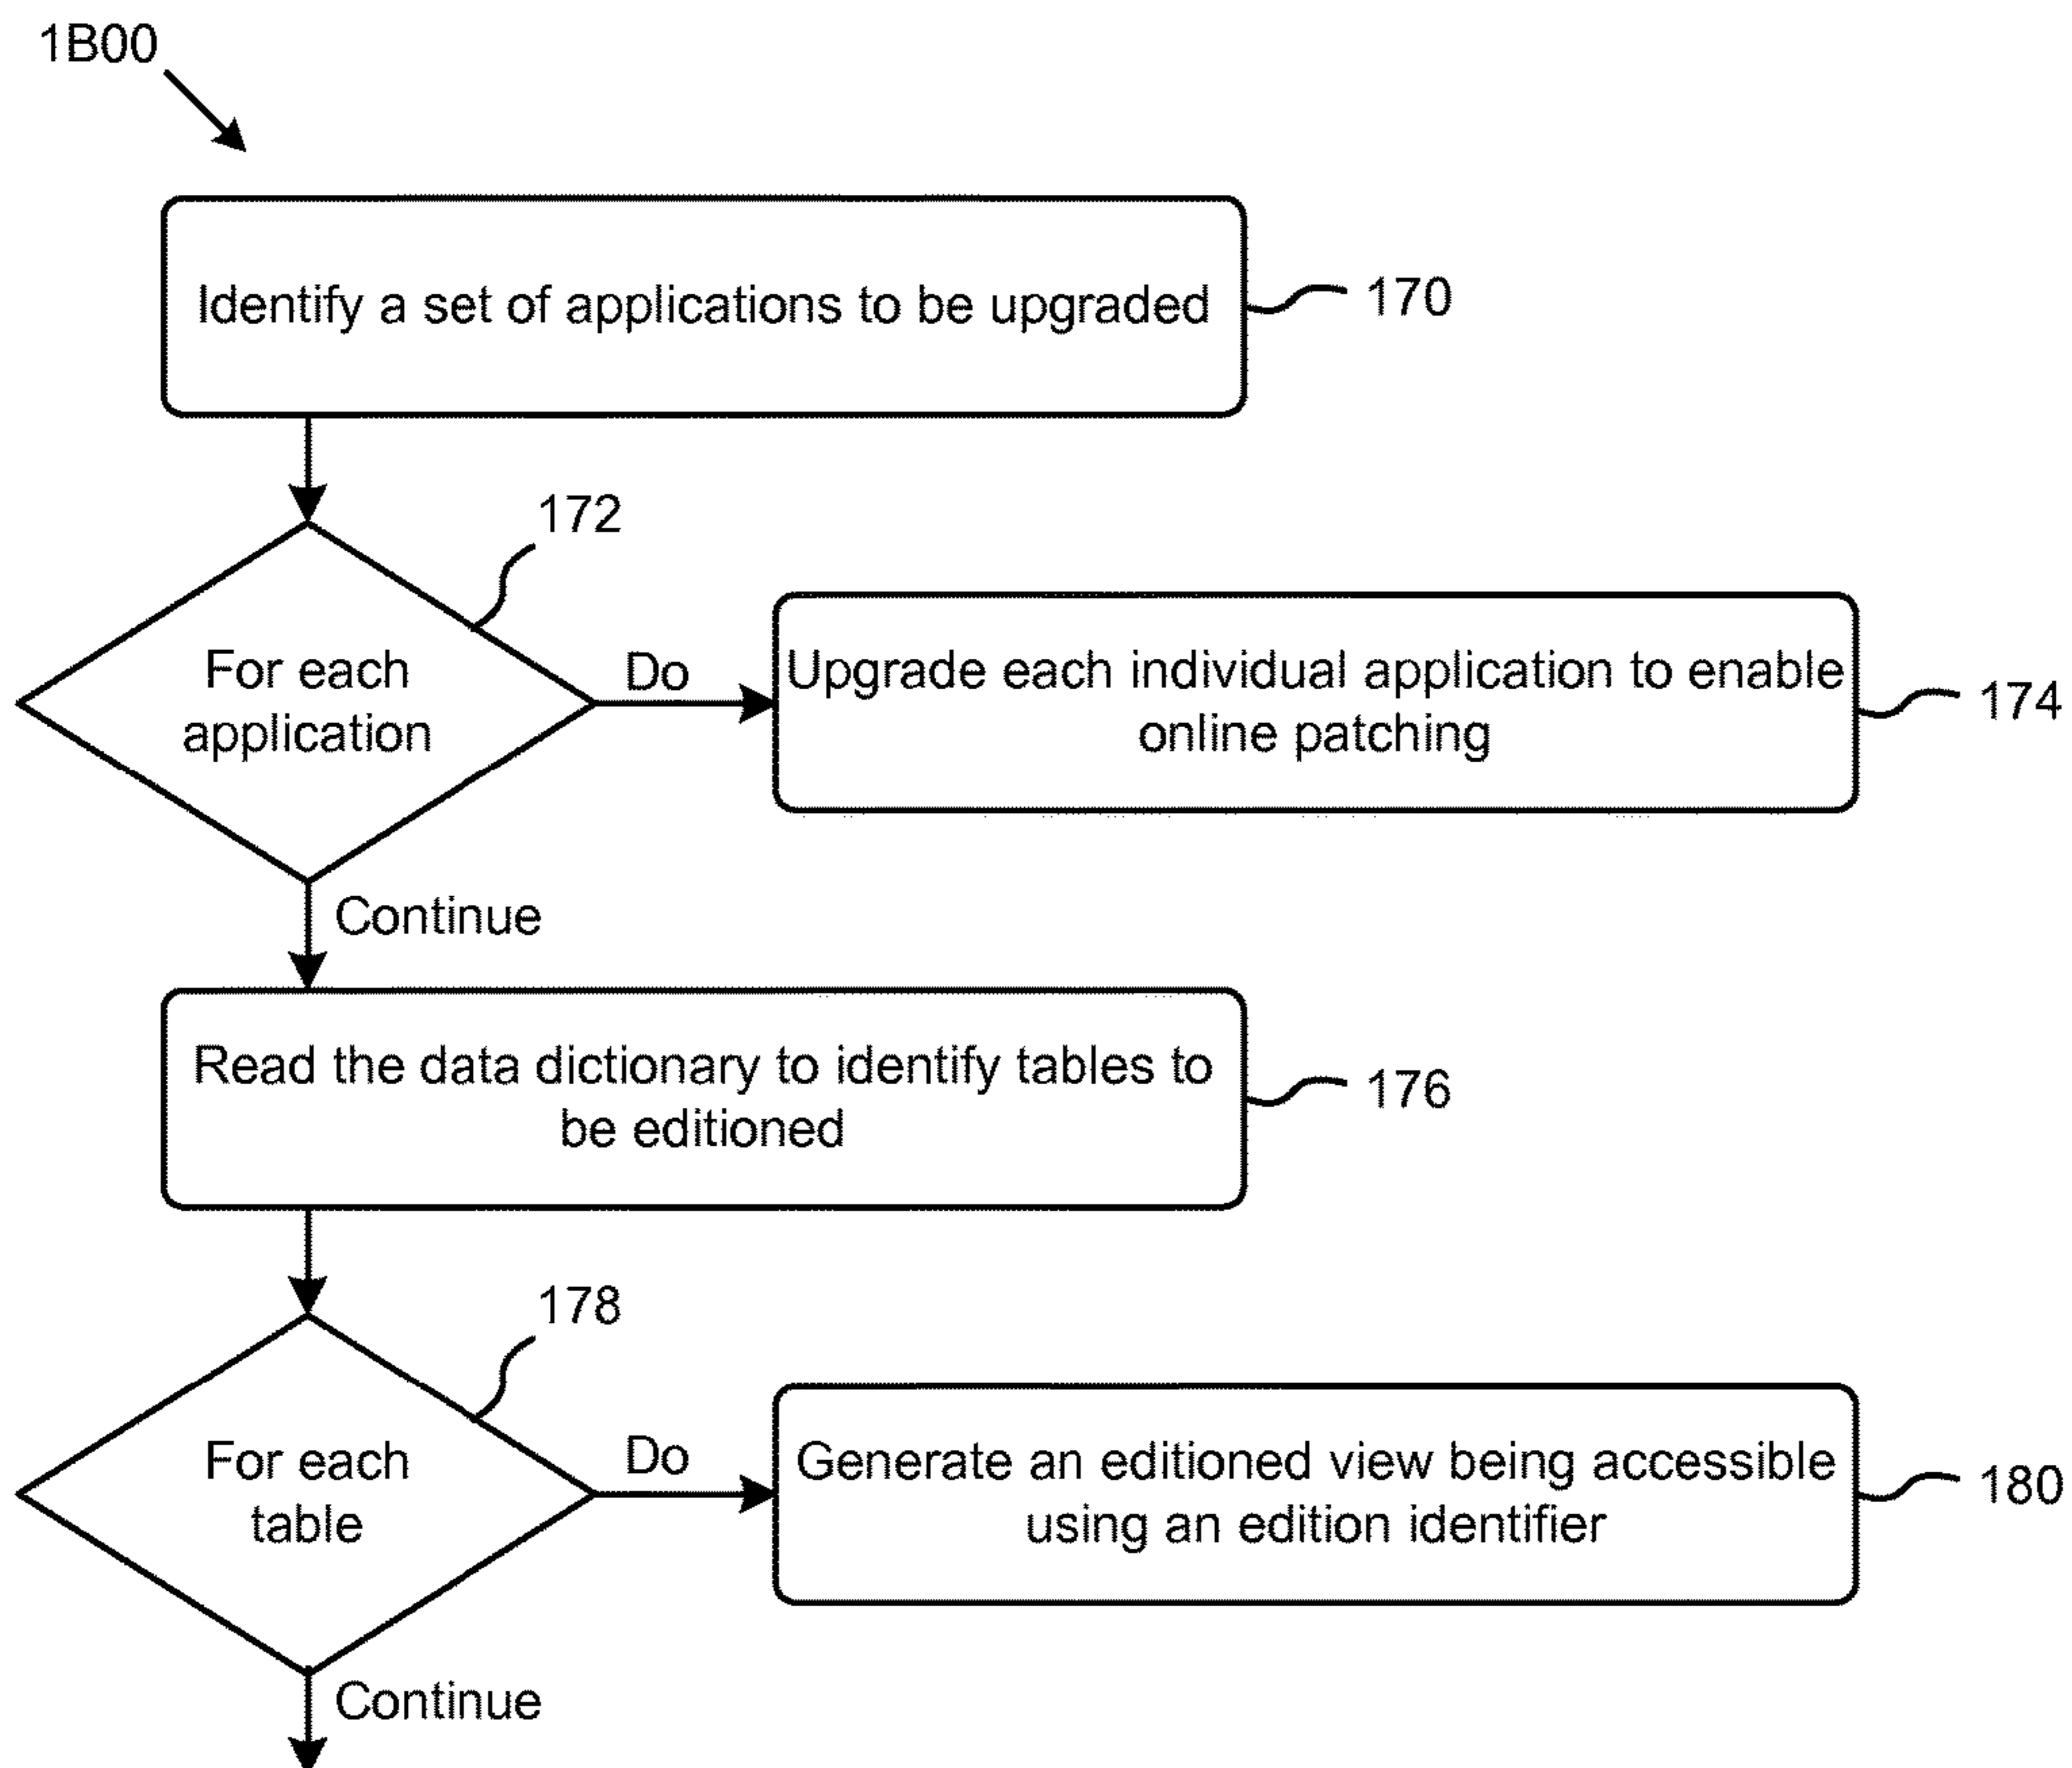 1B00
Identify a set of applications to be upgraded
170
172
For each
application
Do
Upgrade each individual application to enable
online patching
174
Continue
Read the data dictionary to identify tables to
be editioned
176
178
For each
table
Do
Generate an editioned view being accessible
using an edition identifier
180
Continue